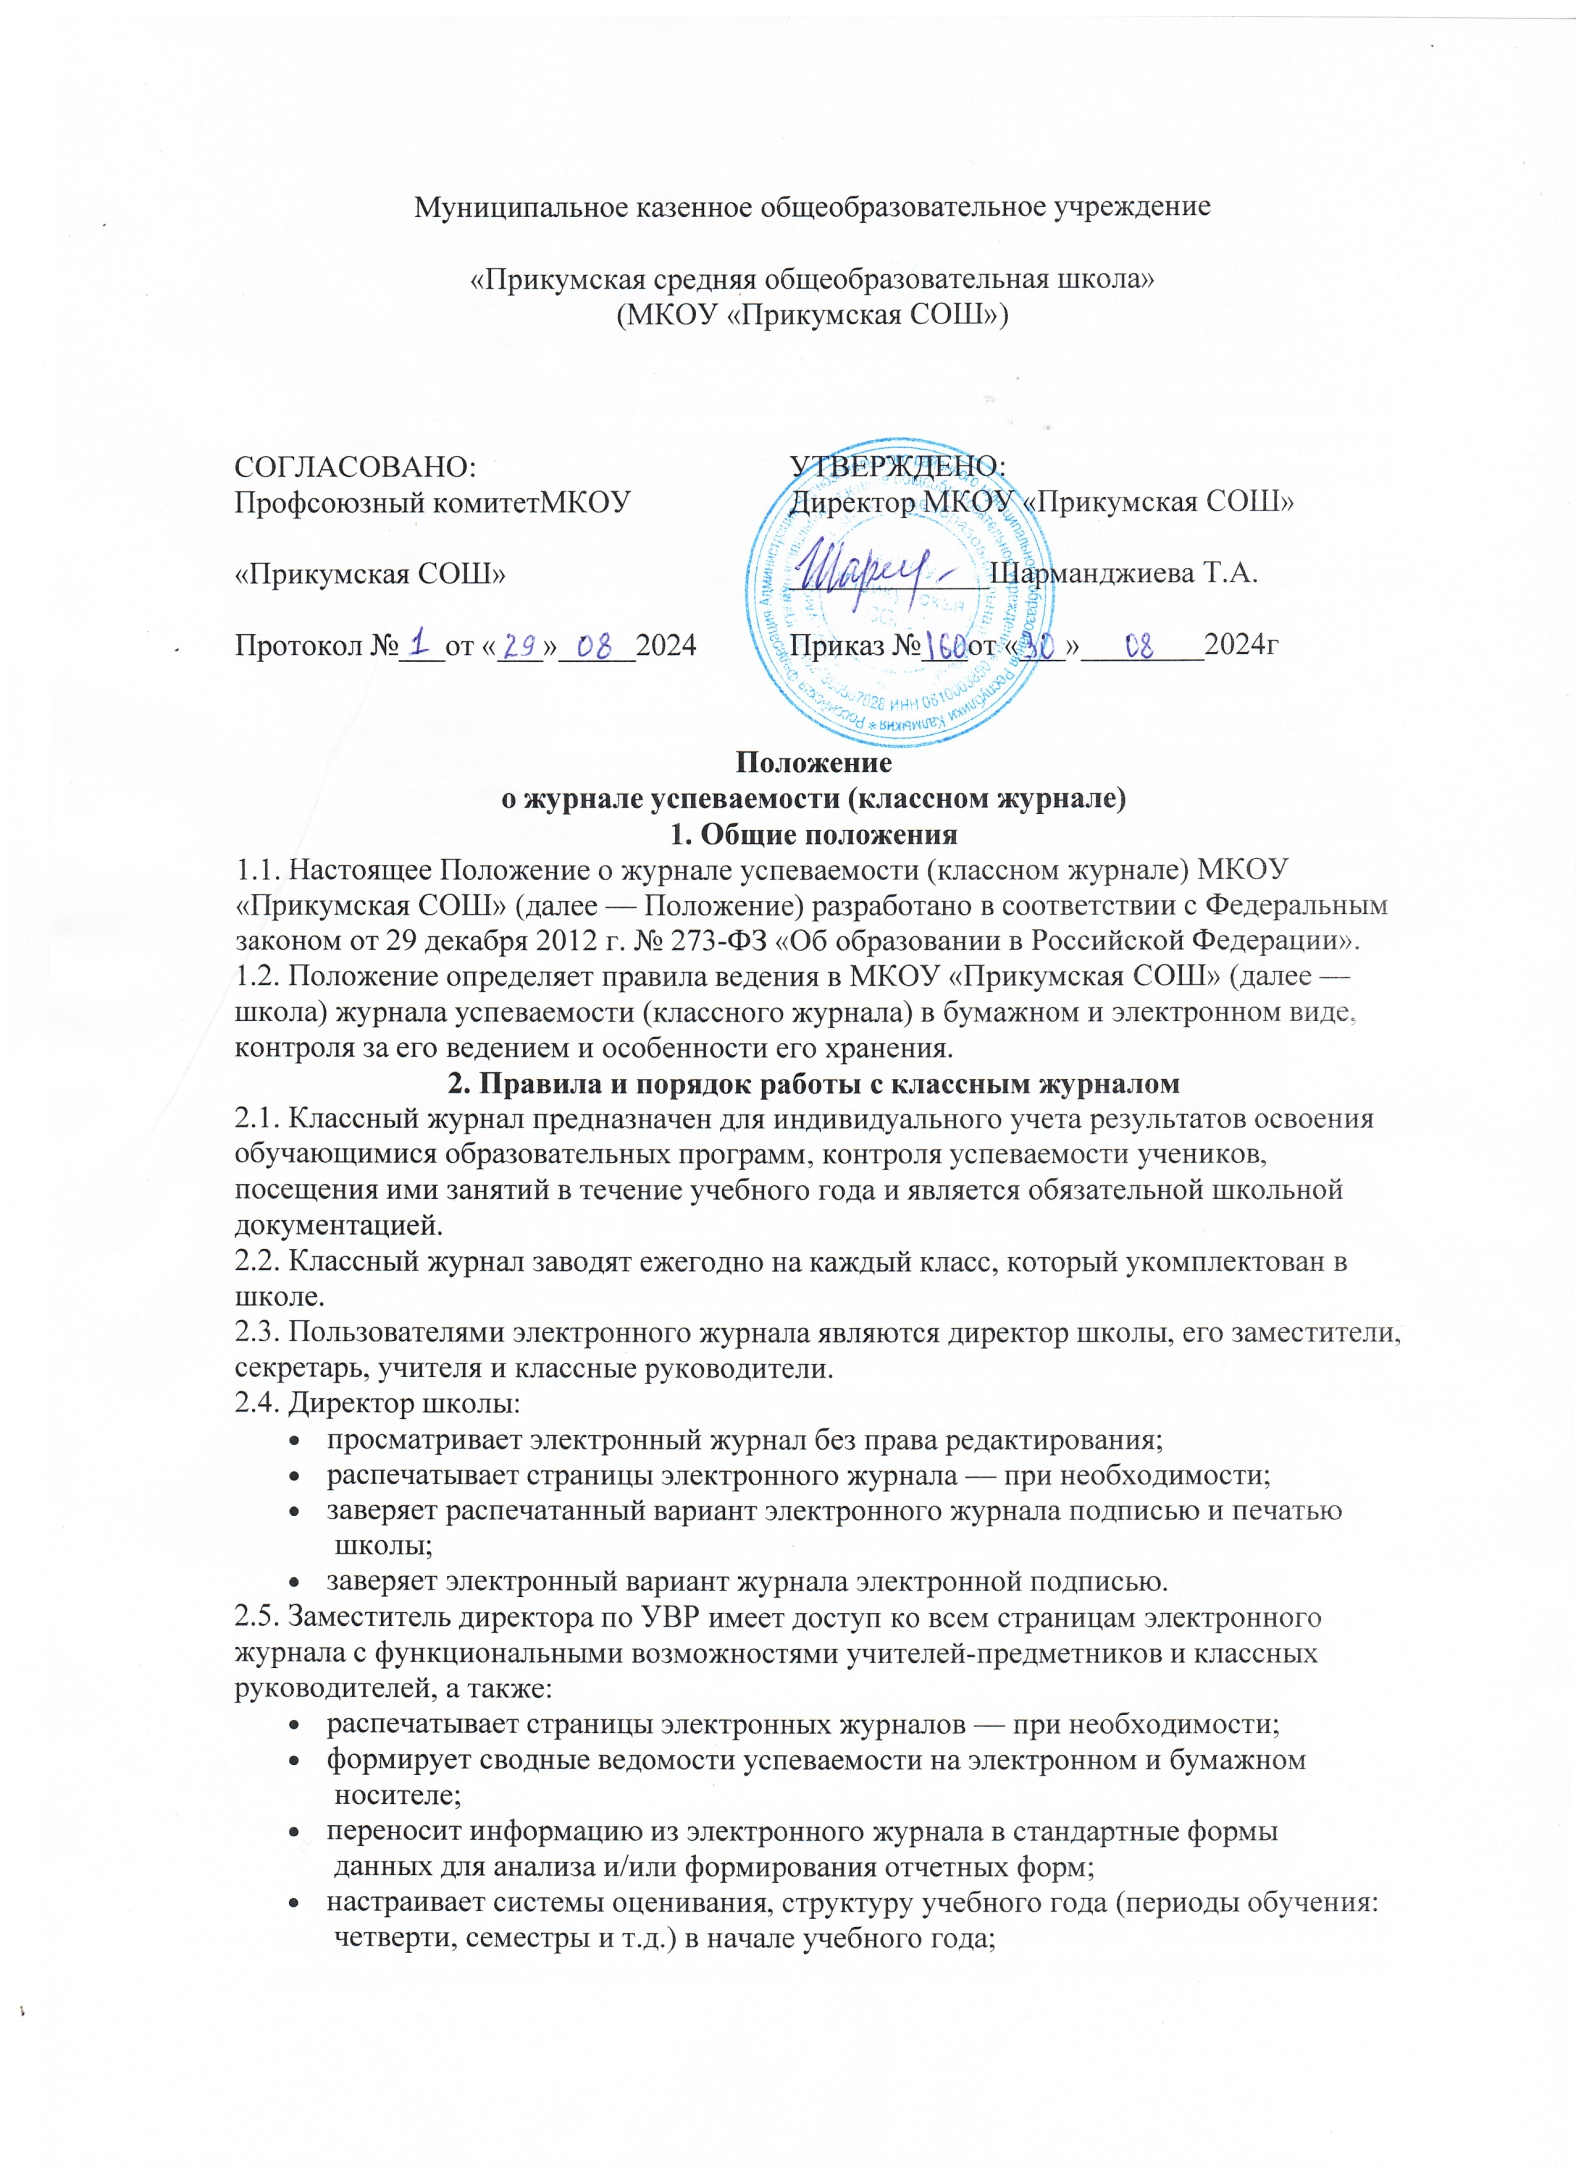 Муниципальное казенное общеобразовательное учреждение
«Прикумская средняя общеобразовательная школа»
(МКОУ «Прикумская СОШ»)
СОГЛАСОВАНО:
Профсоюзный комитетМКОУ
«Прикумская СОШ»
Протокол № 1 от « 29 » 08 2024
УТВЕРЖДЕНО:
Директор МКОУ «Прикумская СОШ»
Шарманджиева Т.А.
Приказ № 160 от « 30 » 08 2024г
Положение
о журнале успеваемости (классном журнале)
1. Общие положения
1.1. Настоящее Положение о журнале успеваемости (классном журнале) МКОУ
«Прикумская СОШ» (далее — Положение) разработано в соответствии с Федеральным
законом от 29 декабря 2012 г. № 273-ФЗ «Об образовании в Российской Федерации».
1.2. Положение определяет правила ведения в МКОУ «Прикумская СОШ» (далее —
школа) журнала успеваемости (классного журнала) в бумажном и электронном виде,
контроля за его ведением и особенности его хранения.
2. Правила и порядок работы с классным журналом
2.1. Классный журнал предназначен для индивидуального учета результатов освоения
обучающимися образовательных программ, контроля успеваемости учеников,
посещения ими занятий в течение учебного года и является обязательной школьной
документацией.
2.2. Классный журнал заводят ежегодно на каждый класс, который укомплектован в
школе.
2.3. Пользователями электронного журнала являются директор школы, его заместители,
секретарь, учителя и классные руководители.
2.4. Директор школы:
• просматривает электронный журнал без права редактирования;
• распечатывает страницы электронного журнала — при необходимости;
• заверяет распечатанный вариант электронного журнала подписью и печатью
школы;
• заверяет электронный вариант журнала электронной подписью.
2.5. Заместитель директора по УВР имеет доступ ко всем страницам электронного
журнала с функциональными возможностями учителей-предметников и классных
руководителей, а также:
• распечатывает страницы электронных журналов — при необходимости;
• формирует сводные ведомости успеваемости на электронном и бумажном
носителе;
• переносит информацию из электронного журнала в стандартные формы
данных для анализа и/или формирования отчетных форм;
• настраивает системы оценивания, структуру учебного года (периоды обучения:
четверти, семестры и т.д.) в начале учебного года;